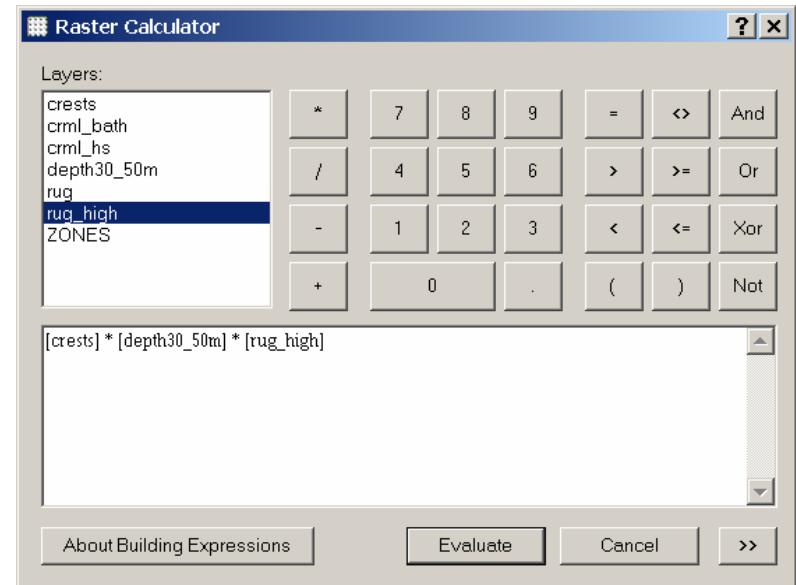 Raster Calculator ? ×
Layers:
crests
crml_bath
crml_hs
depth30_50m
rug
rug_high
ZONES
* 7 8 9 = <> And
/ 4 5 6 > >= Or
- 1 2 3 < <= Xor
+ 0 . ( ) Not
[crests] * [depth30_50m] * [rug_high]
About Building Expressions Evaluate Cancel >>